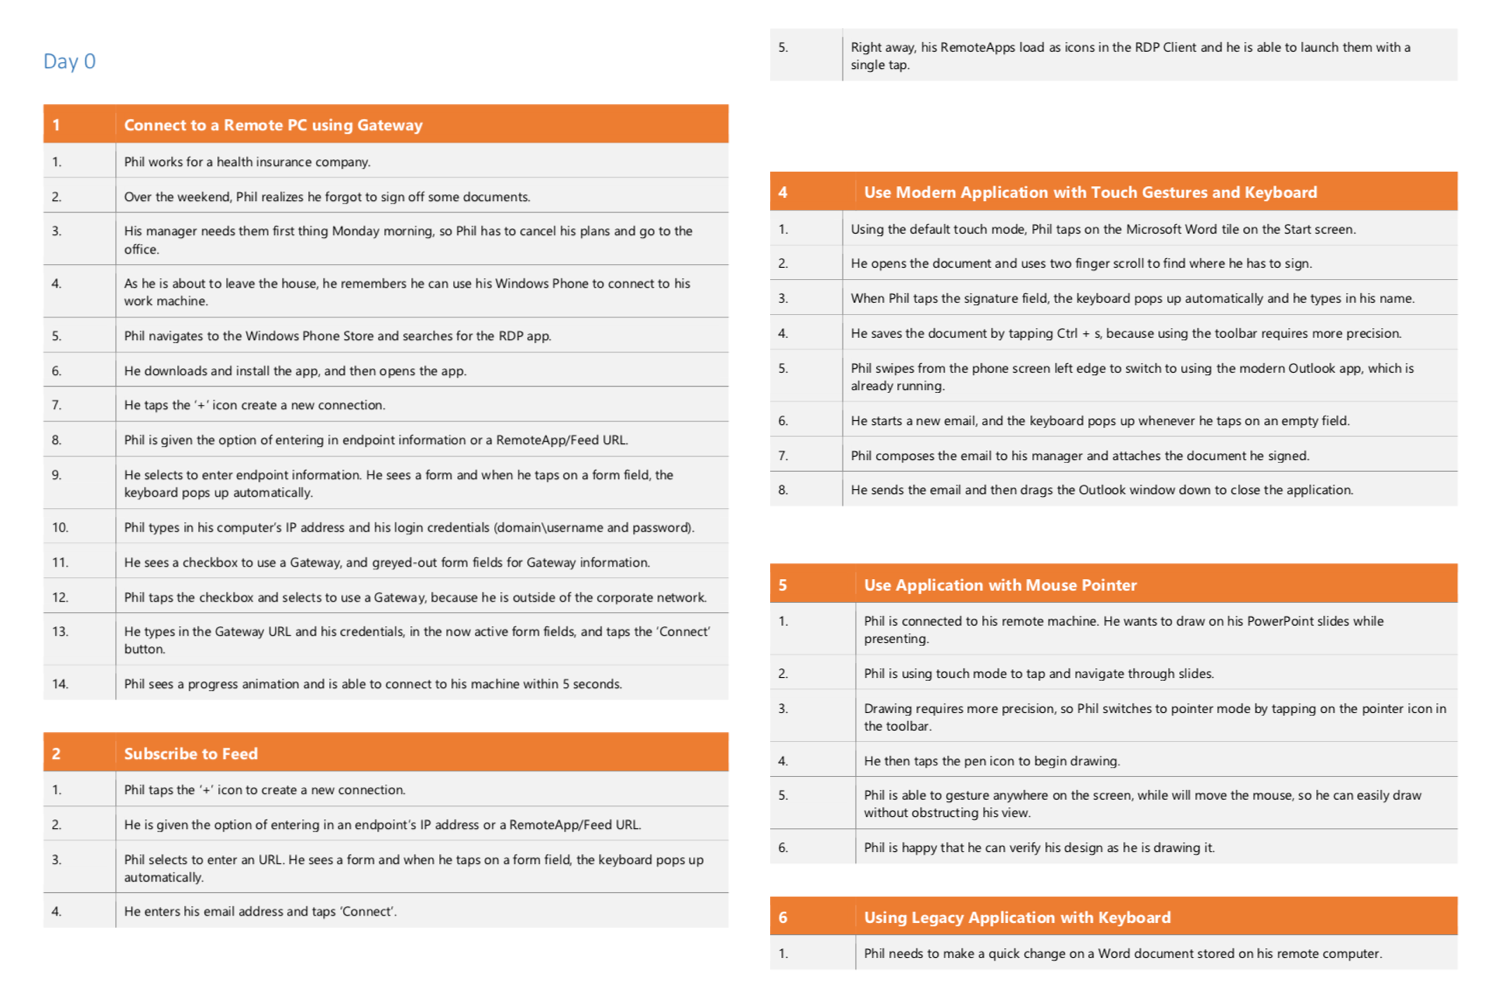 Day 0
1 Connect to a Remote PC using Gateway
1. Phil works for a health insurance company.
2. Over the weekend, Phil realizes he forgot to sign off some documents.
3. His manager needs them first thing Monday morning, so Phil has to cancel his plans and go to the
office.
4. As he is about to leave the house, he remembers he can use his Windows Phone to connect to his
work machine.
5. Phil navigates to the Windows Phone Store and searches for the RDP app.
6. He downloads and install the app, and then opens the app.
7. He taps the ‘+’ icon create a new connection.
8. Phil is given the option of entering in endpoint information or a RemoteApp/Feed URL.
9. He selects to enter endpoint information. He sees a form and when he taps on a form field, the
keyboard pops up automatically.
10. Phil types in his computer’s IP address and his login credentials (domain\username and password).
11. He sees a checkbox to use a Gateway, and greyed-out form fields for Gateway information.
12. Phil taps the checkbox and selects to use a Gateway, because he is outside of the corporate network.
13. He types in the Gateway URL and his credentials, in the now active form fields, and taps the ‘Connect’
button.
14. Phil sees a progress animation and is able to connect to his machine within 5 seconds.
2 Subscribe to Feed
1. Phil taps the ‘+’ icon to create a new connection.
2. He is given the option of entering in an endpoint’s IP address or a RemoteApp/Feed URL.
3. Phil selects to enter an URL. He sees a form and when he taps on a form field, the keyboard pops up
automatically.
4. He enters his email address and taps ‘Connect’.
5. Right away, his RemoteApps load as icons in the RDP Client and he is able to launch them with a
single tap.
4 Use Modern Application with Touch Gestures and Keyboard
1. Using the default touch mode, Phil taps on the Microsoft Word tile on the Start screen.
2. He opens the document and uses two finger scroll to find where he has to sign.
3. When Phil taps the signature field, the keyboard pops up automatically and he types in his name.
4. He saves the document by tapping Ctrl + s, because using the toolbar requires more precision.
5. Phil swipes from the phone screen left edge to switch to using the modern Outlook app, which is
already running.
6. He starts a new email, and the keyboard pops up whenever he taps on an empty field.
7. Phil composes the email to his manager and attaches the document he signed.
8. He sends the email and then drags the Outlook window down to close the application.
5 Use Application with Mouse Pointer
1. Phil is connected to his remote machine. He wants to draw on his PowerPoint slides while
presenting.
2. Phil is using touch mode to tap and navigate through slides.
3. Drawing requires more precision, so Phil switches to pointer mode by tapping on the pointer icon in
the toolbar.
4. He then taps the pen icon to begin drawing.
5. Phil is able to gesture anywhere on the screen, while will move the mouse, so he can easily draw
without obstructing his view.
6. Phil is happy that he can verify his design as he is drawing it.
6 Using Legacy Application with Keyboard
1. Phil needs to make a quick change on a Word document stored on his remote computer.